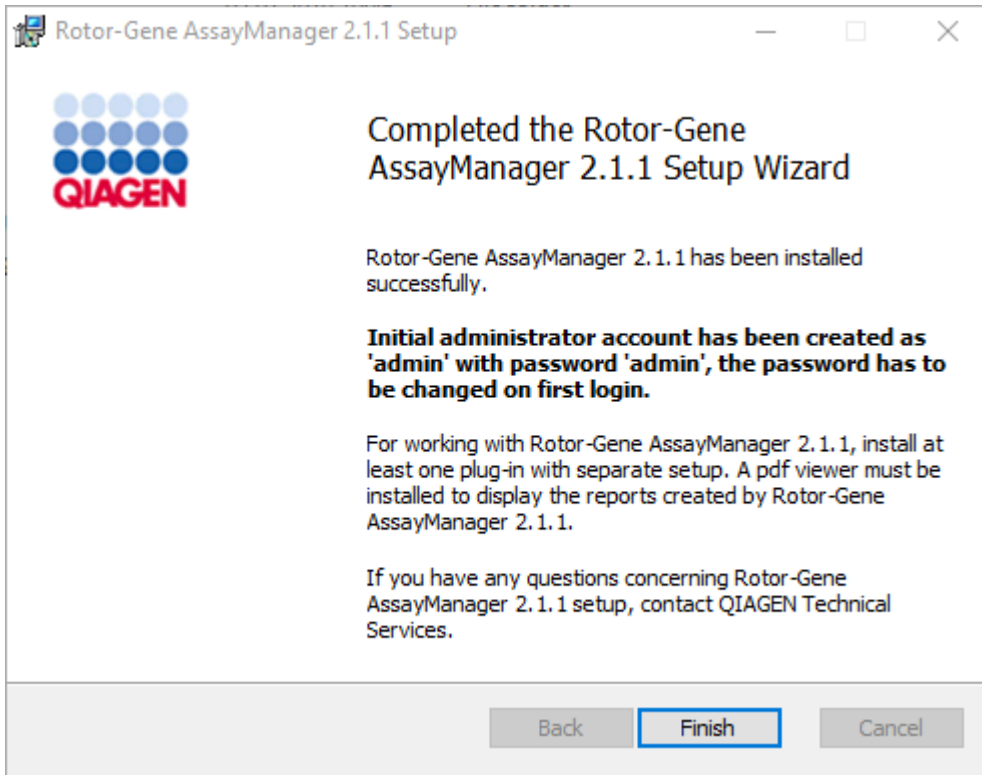 Rotor-Gene AssayManager 2.1.1 Setup
QIAGEN
Completed the Rotor-Gene
AssayManager 2.1.1 Setup Wizard
Rotor-Gene AssayManager 2.1.1 has been installed
successfully.
Initial administrator account has been created as
'admin' with password 'admin', the password has to
be changed on first login.
For working with Rotor-Gene AssayManager 2.1.1, install at
least one plug-in with separate setup. A pdf viewer must be
installed to display the reports created by Rotor-Gene
AssayManager 2.1.1.
If you have any questions concerning Rotor-Gene
AssayManager 2.1.1 setup, contact QIAGEN Technical
Services.
Back Finish Cancel